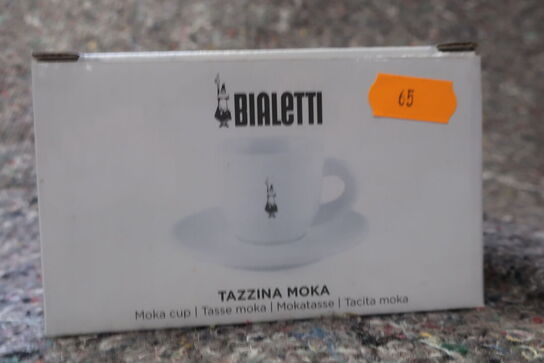 BIALETTI
65
TAZZINA MOKA
Moka cup | Tasse moka | Mokatasse | Tacita moka